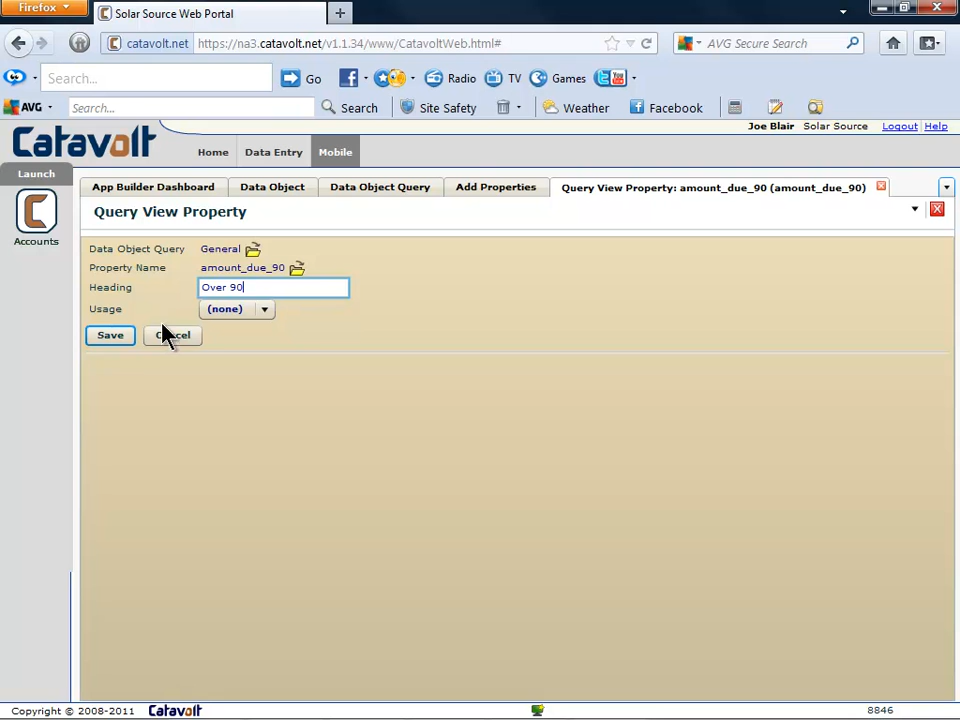 Firefox
Solar Source Web Portal
catavolt.net
https://na3.catavolt.net/v1.1.34/www/CatavoltWeb.html#
AVG Secure Search
Search...
Go
Radio
TV
Games
AVG
Search...
Search
Site Safety
Weather
Facebook
Catavolt
Home
Data Entry
Mobile
Joe Blair
Solar Source
Logout
Help
Launch
Accounts
App Builder Dashboard
Data Object
Data Object Query
Add Properties
Query View Property: amount_due_90 (amount_due_90)
Query View Property
Data Object Query
General
Property Name
amount_due_90
Heading
Over 90
Usage
(none)
Save
Cancel
Copyright © 2008-2011
Catavolt
8846